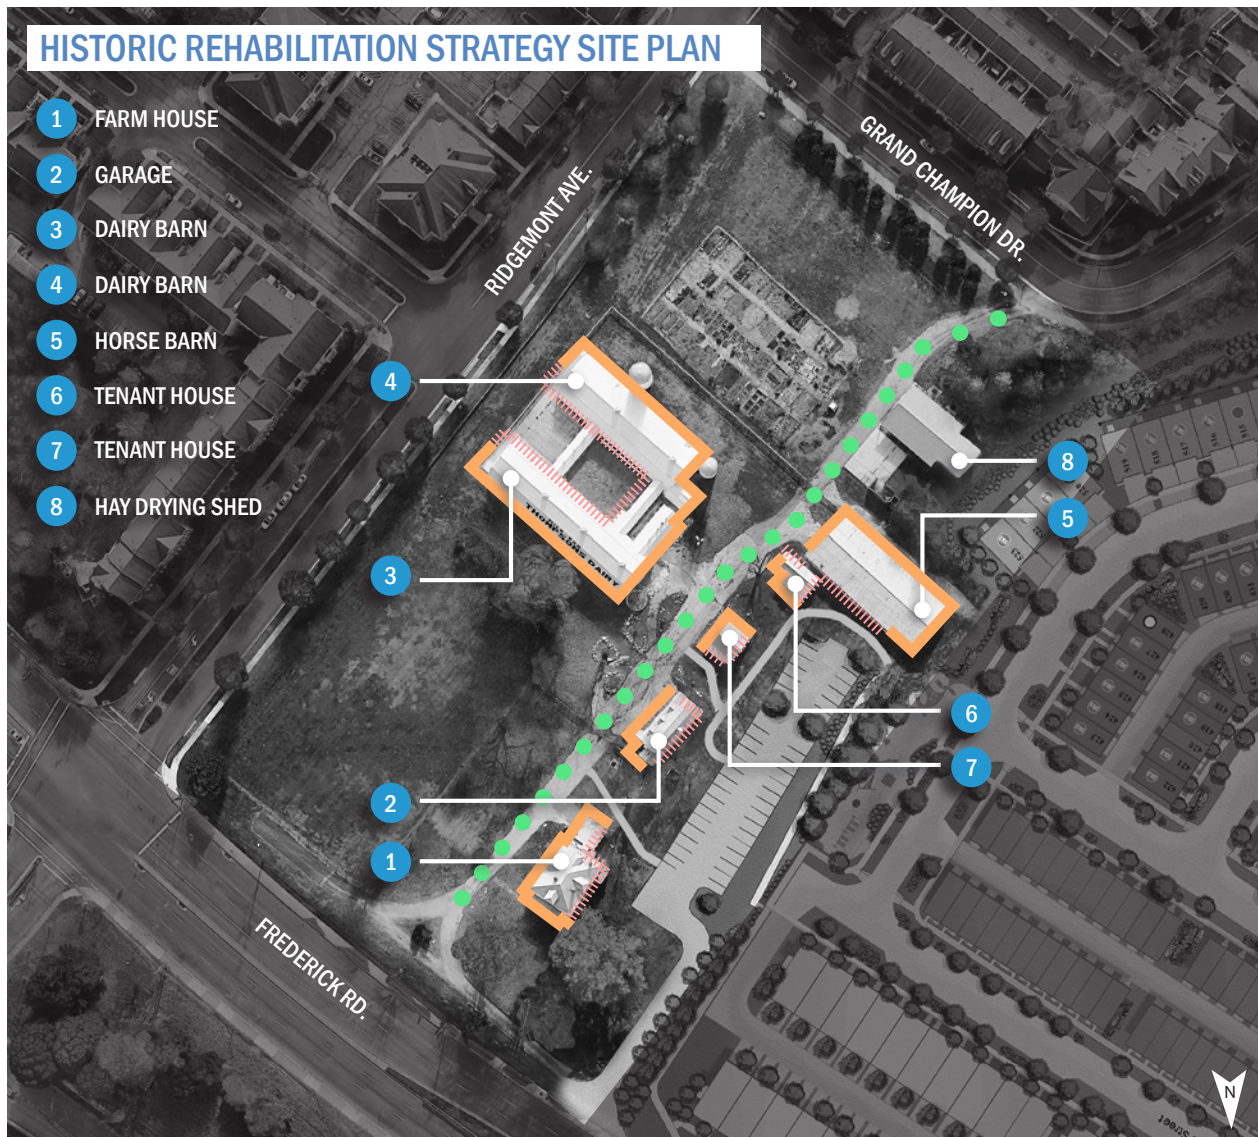 HISTORIC REHABILITATION STRATEGY SITE PLAN
1 FARM HOUSE
2 GARAGE
3 DAIRY BARN
4 DAIRY BARN
5 HORSE BARN
6 TENANT HOUSE
7 TENANT HOUSE
8 HAY DRYING SHED
RIDGEMONT AVE.
GRAND CHAMPION DR.
4
8
5
3
6
7
2
1
FREDERICK RD.
Street
N